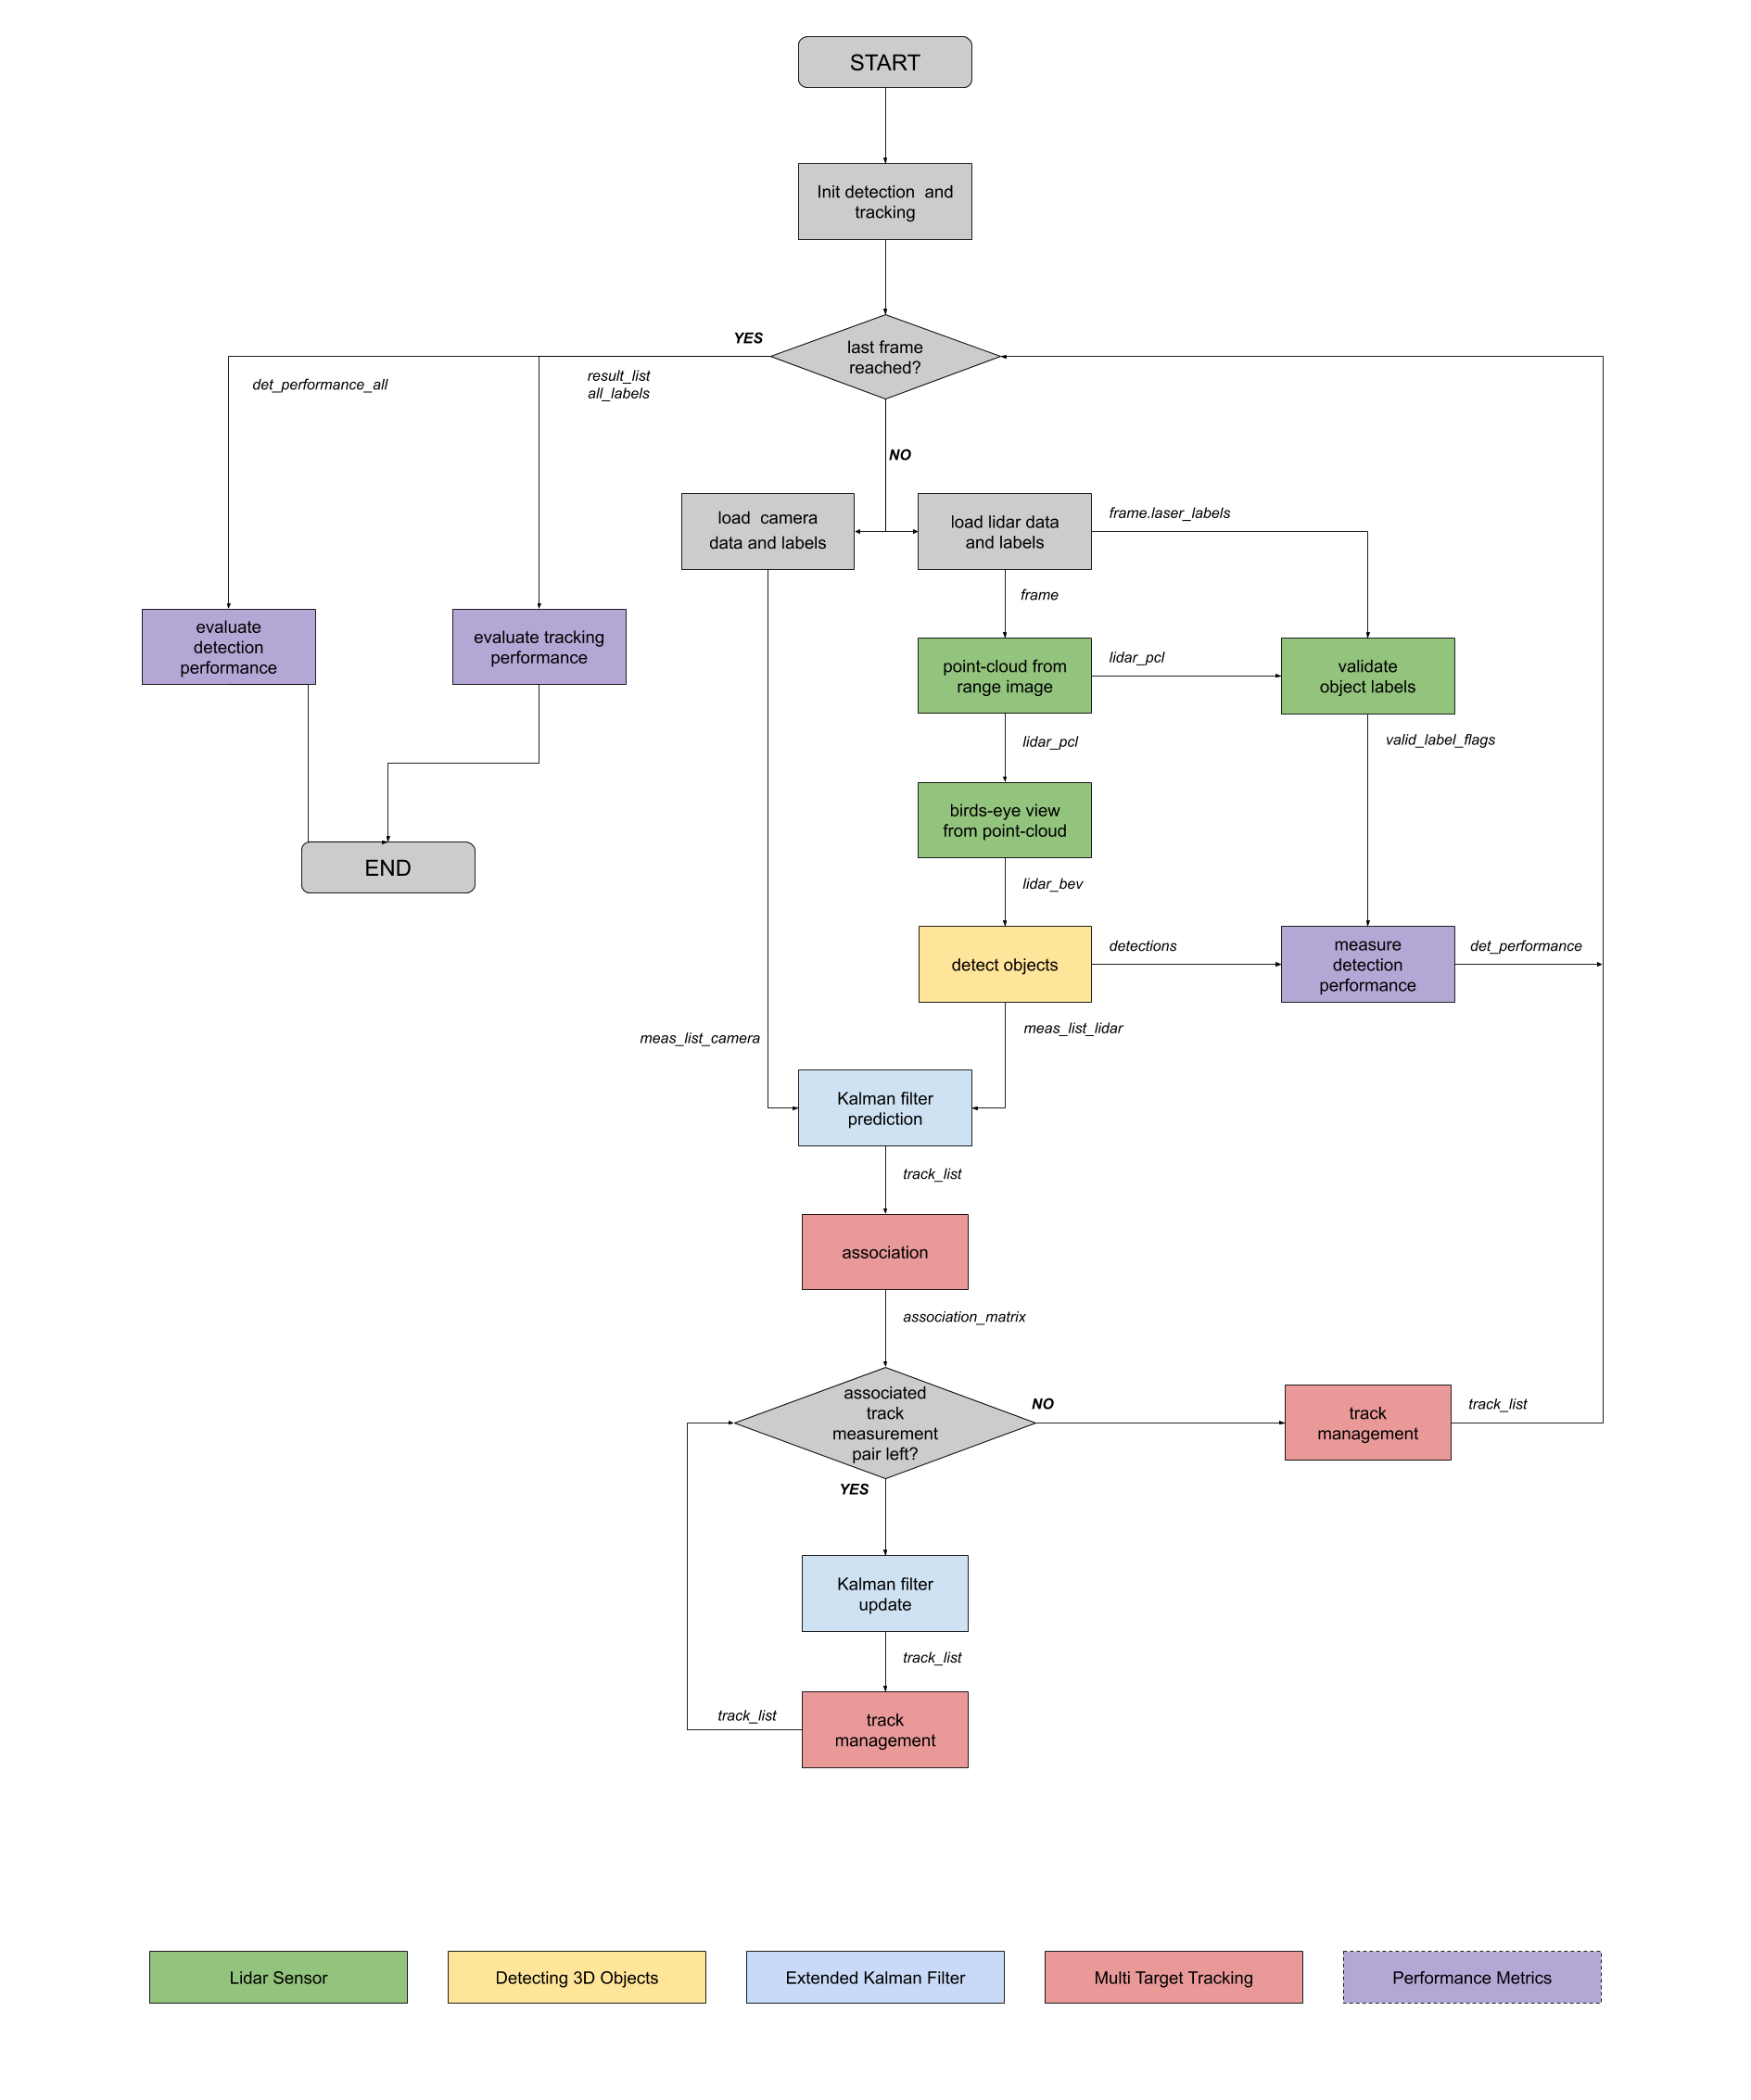 START
Init detection  and
tracking
last frame
reached?
YES
det_performance_all
result_list
all_labels
NO
load  camera
data and labels
load lidar data
and labels
frame.laser_labels
frame
evaluate
detection
performance
evaluate tracking
performance
point-cloud from
range image
lidar_pcl
validate
object labels
lidar_pcl
valid_label_flags
birds-eye view
from point-cloud
END
lidar_bev
detect objects
detections
measure
detection
performance
det_performance
meas_list_camera
meas_list_lidar
Kalman filter
prediction
track_list
association
association_matrix
associated
track
measurement
pair left?
NO
track
management
track_list
YES
Kalman filter
update
track_list
track_list
track
management
Lidar Sensor
Detecting 3D Objects
Extended Kalman Filter
Multi Target Tracking
Performance Metrics